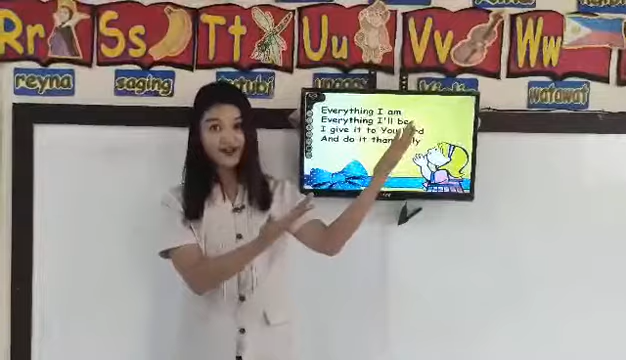 Rr Ss Tt Uu Vv Ww
reyna saging tutubi watawat
Everything I am
Everything I'll be
I give it to You
And do it